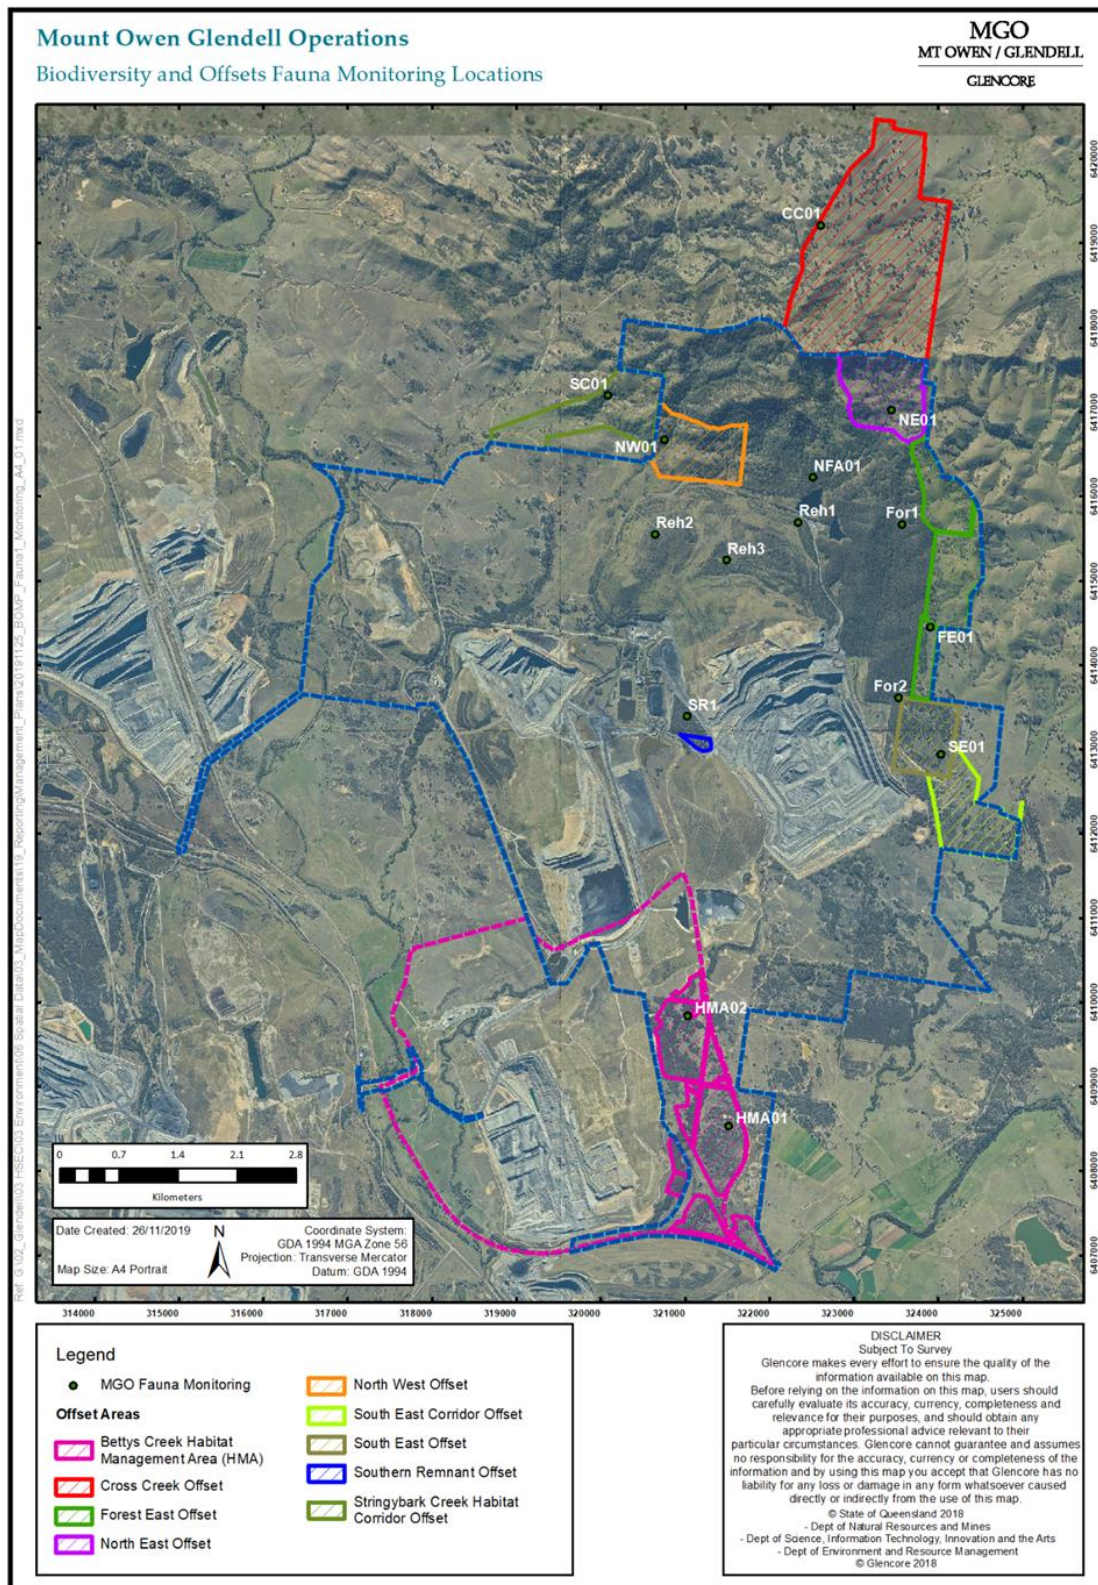 Mount Owen Glendell Operations
Biodiversity and Offsets Fauna Monitoring Locations
MGO
MT OWEN / GLENDELL
GLENCORE
CC01
SC01
NE01
NW01
NFA01
Reh1
For1
Reh2
Reh3
FE01
For2
SR1
SE01
HMA02
HMA01
6420000
6419000
6418000
6417000
6416000
6415000
6414000
6413000
6412000
6411000
6410000
6409000
6408000
6407000
0 0.7 1.4 2.1 2.8
Kilometers
Date Created: 26/11/2019
Map Size: A4 Portrait
N
Coordinate System:
GDA 1994 MGA Zone 56
Projection: Transverse Mercator
Datum: GDA 1994
314000 315000 316000 317000 318000 319000 320000 321000 322000 323000 324000 325000
Legend
MGO Fauna Monitoring
Offset Areas
Bettys Creek Habitat
Management Area (HMA)
Cross Creek Offset
Forest East Offset
North East Offset
North West Offset
South East Corridor Offset
South East Offset
Southern Remnant Offset
Stringybark Creek Habitat
Corridor Offset
DISCLAIMER
Subject To Survey
Glencore makes every effort to ensure the quality of the
information available on this map.
Before relying on the information on this map, users should
carefully evaluate its accuracy, currency, completeness and
relevance for their purposes, and should obtain any
appropriate professional advice relevant to their
particular circumstances. Glencore cannot guarantee and assumes
no responsibility for the accuracy, currency or completeness of the
information and by using this map you accept that Glencore has no
liability for any loss or damage in any form whatsoever caused
directly or indirectly from the use of this map.
© State of Queensland 2018
- Dept of Natural Resources and Mines
- Dept of Science, Information Technology, Innovation and the Arts
- Dept of Environment and Resource Management
© Glencore 2018